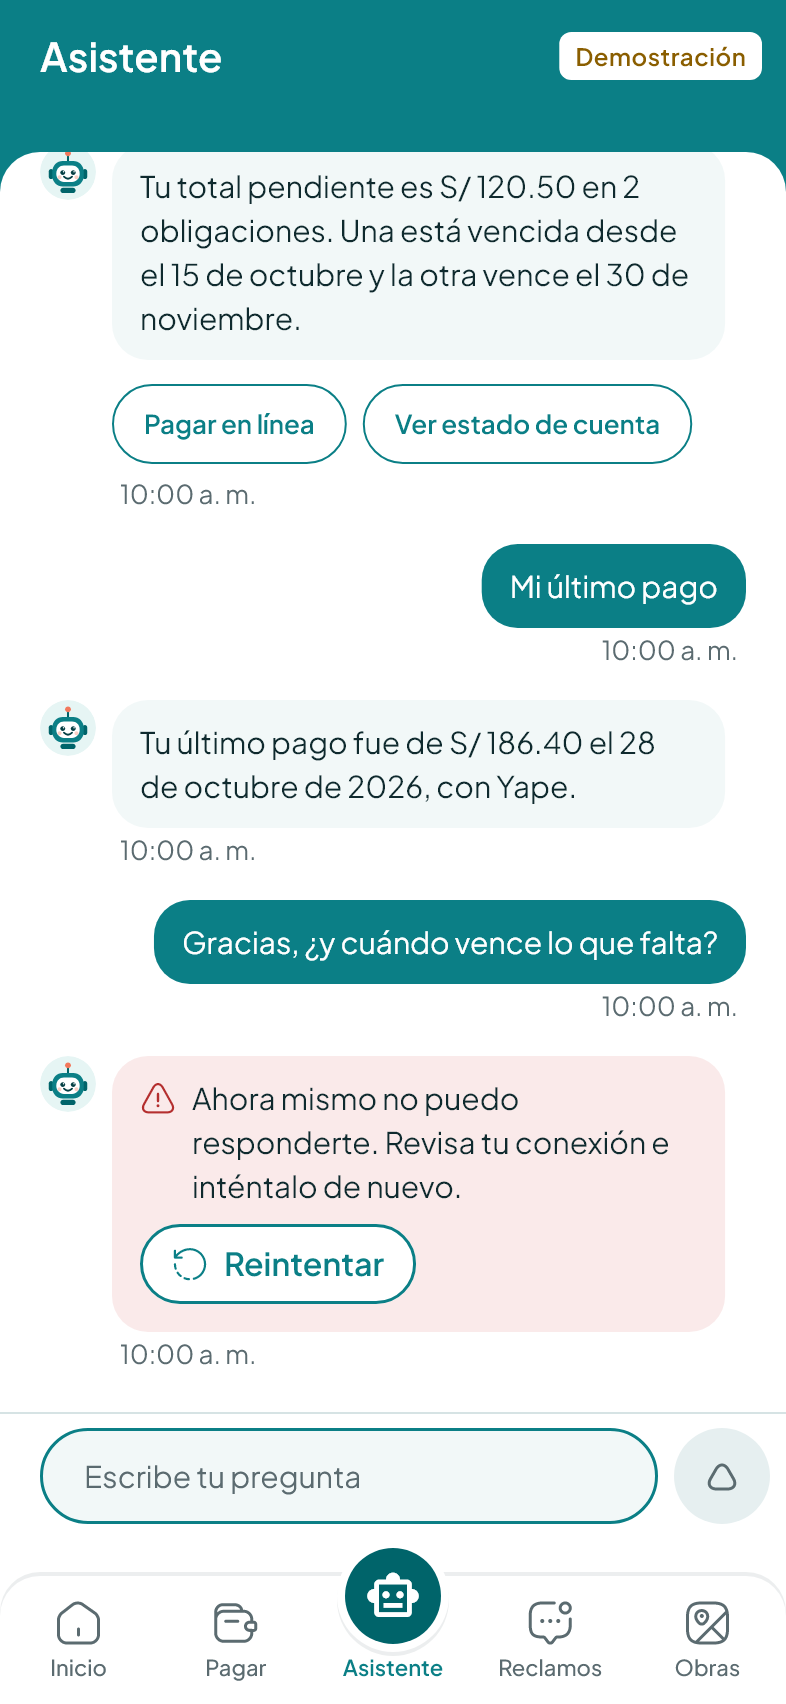 Asistente
Demostración
Tu total pendiente es S/ 120.50 en 2
obligaciones. Una está vencida desde
el 15 de octubre y la otra vence el 30 de
noviembre.
Pagar en línea
Ver estado de cuenta
10:00 a. m.
Mi último pago
10:00 a. m.
Tu último pago fue de S/ 186.40 el 28
de octubre de 2026, con Yape.
10:00 a. m.
Gracias, ¿y cuándo vence lo que falta?
10:00 a. m.
Ahora mismo no puedo
responderte. Revisa tu conexión e
inténtalo de nuevo.
Reintentar
10:00 a. m.
Escribe tu pregunta
Inicio
Pagar
Asistente
Reclamos
Obras